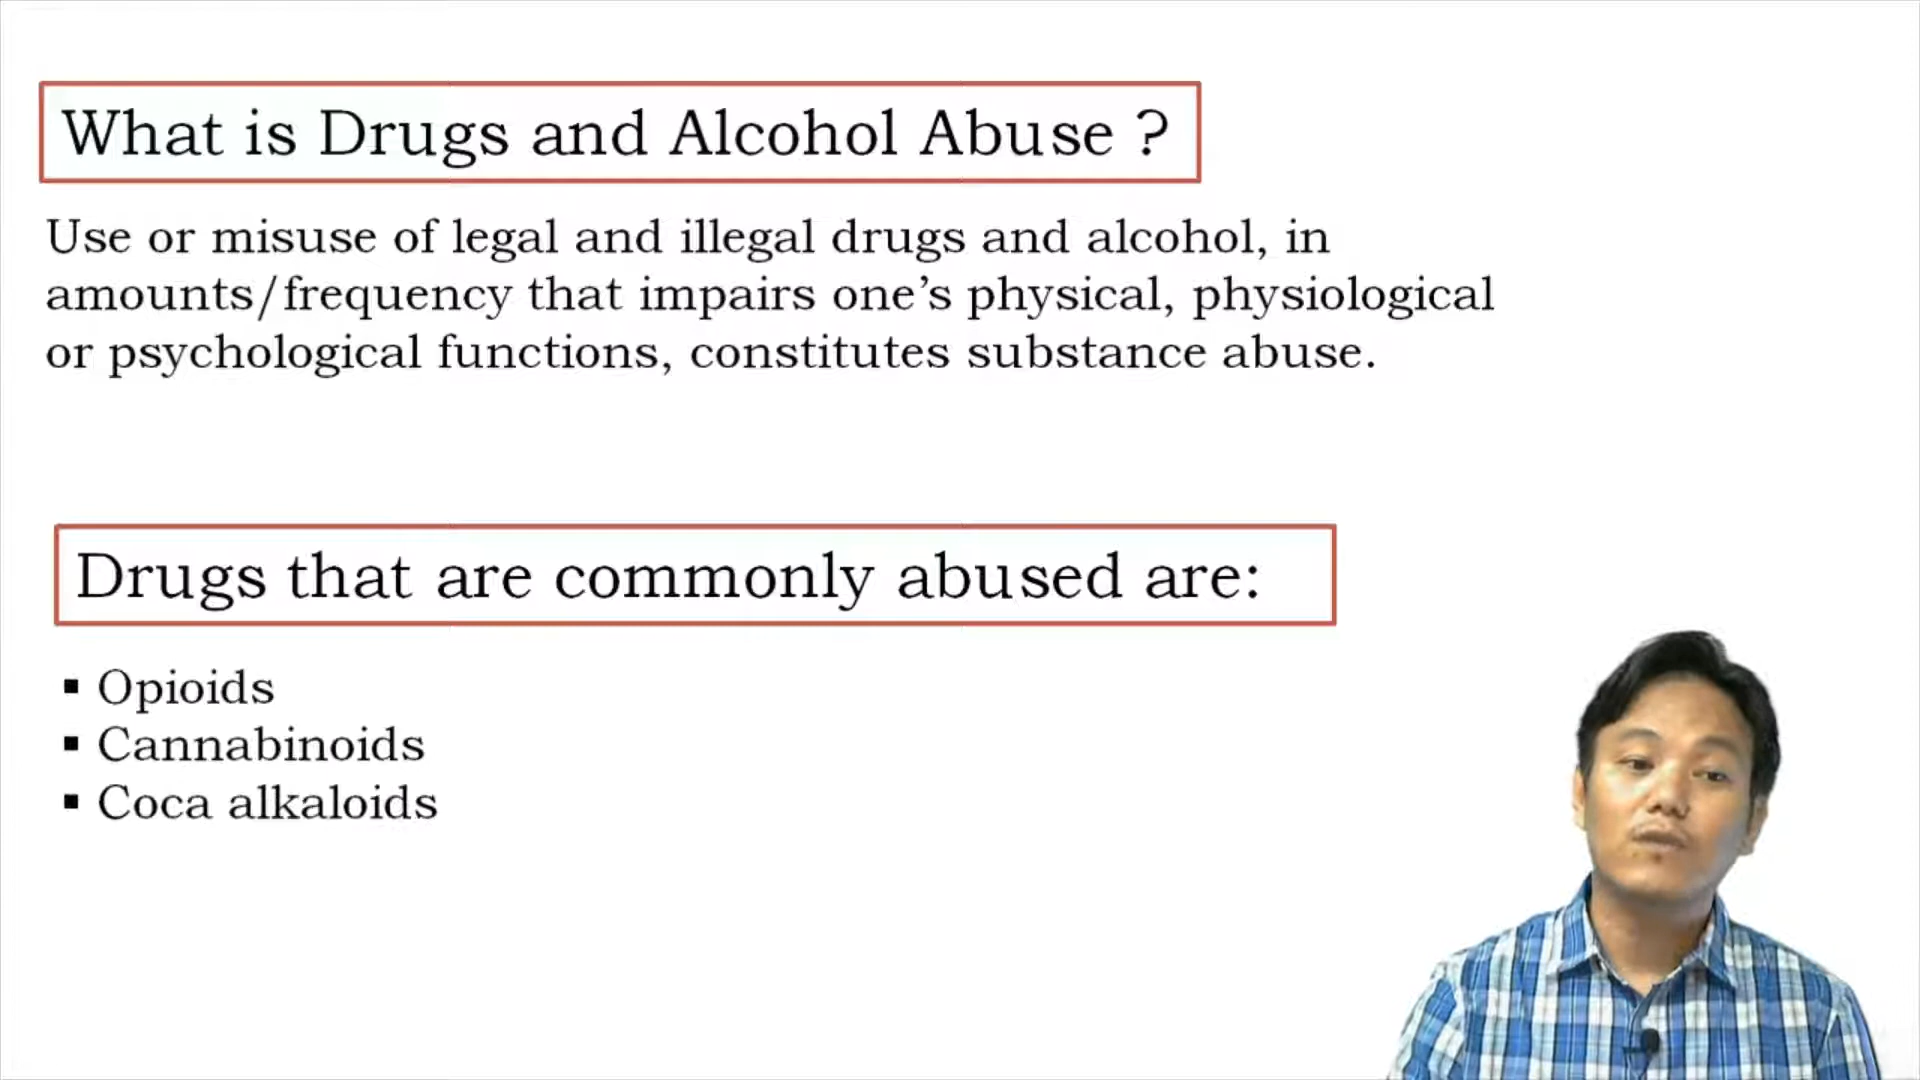 What is Drugs and Alcohol Abuse ?
Use or misuse of legal and illegal drugs and alcohol, in
amounts/frequency that impairs one’s physical, physiological
or psychological functions, constitutes substance abuse.
Drugs that are commonly abused are:
▪ Opioids
▪ Cannabinoids
▪ Coca alkaloids